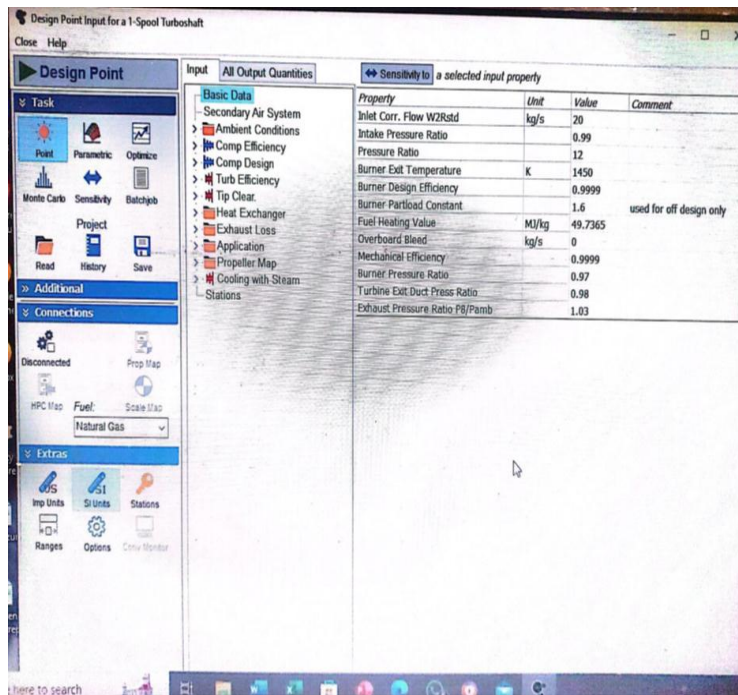 Design Point Input for a 1-Spool Turboshaft
Close Help
Design Point
Task
Point Parametric Optimize
Monte Carlo Sensitivity Batchjob
Project
Read History Save
Additional
Connections
Disconnected Prop Map
HPC Map Fuel: Scale Map
Natural Gas
Extras
Imp Units SI Units Stations
Ranges Options Conv Monitor
Input All Output Quantities
Basic Data
Secondary Air System
Ambient Conditions
Comp Efficiency
Comp Design
Turb Efficiency
Tip Clear.
Heat Exchanger
Exhaust Loss
Application
Propeller Map
Cooling with Steam
Stations
Sensitivity to a selected input property
Property Unit Value Comment
Inlet Corr. Flow W2Rstd kg/s 20
Intake Pressure Ratio 0.99
Pressure Ratio 12
Burner Exit Temperature K 1450
Burner Design Efficiency 0.9999
Burner Partload Constant 1.6 used for off design only
Fuel Heating Value MJ/kg 49.7365
Overboard Bleed kg/s 0
Mechanical Efficiency 0.9999
Burner Pressure Ratio 0.97
Turbine Exit Duct Press Ratio 0.98
Exhaust Pressure Ratio P8/Pamb 1.03
here to search